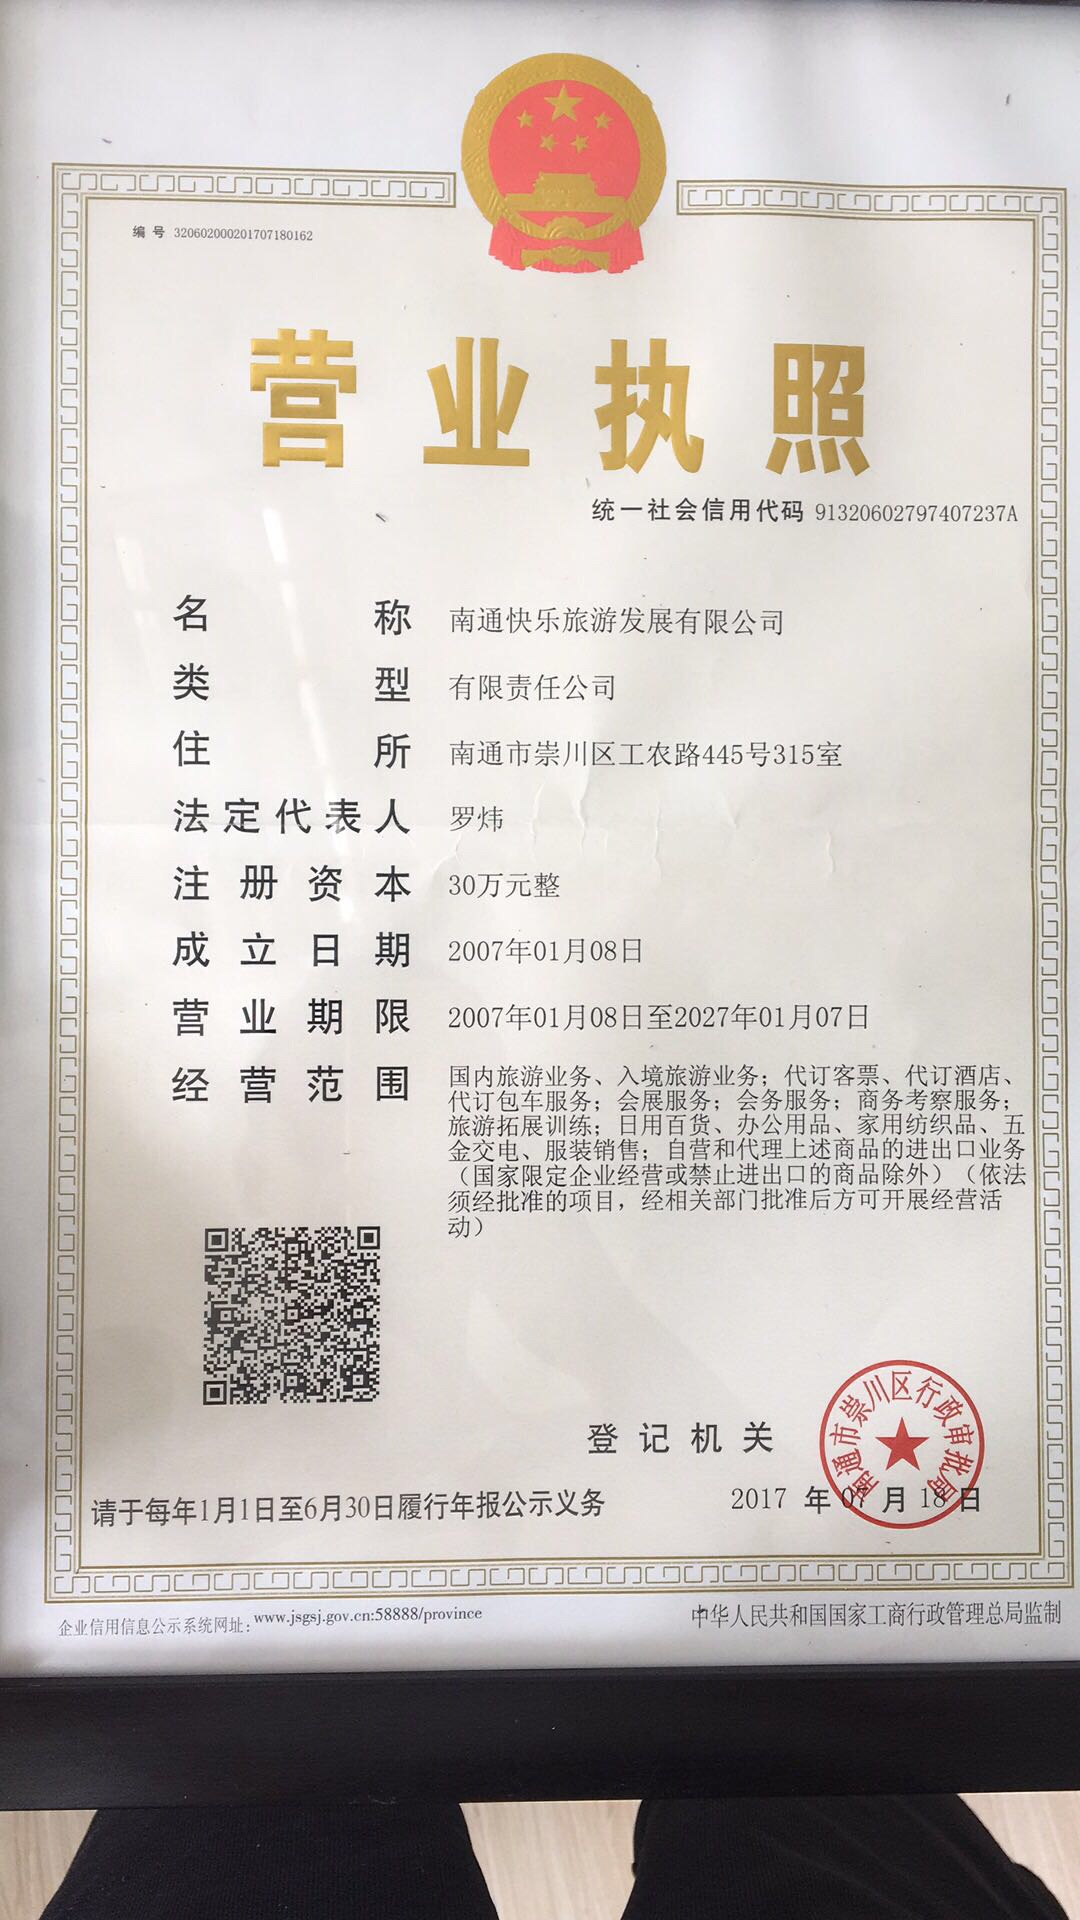 编号 320602000201707180162
营业执照
统一社会信用代码 91320602797407237A
名称 南通快乐旅游发展有限公司
类型 有限责任公司
住所 南通市崇川区工农路445号315室
法定代表人 罗炜
注册资本 30万元整
成立日期 2007年01月08日
营业期限 2007年01月08日至2027年01月07日
经营范围 国内旅游业务、入境旅游业务；代订客票、代订酒店、
代订包车服务；会展服务；会务服务；商务考察服务；
旅游拓展训练；日用百货、办公用品、家用纺织品、五
金交电、服装销售；自营和代理上述商品的进出口业务
（国家限定企业经营或禁止进出口的商品除外）（依法
须经批准的项目，经相关部门批准后方可开展经营活
动）
登记机关
南通市崇川区行政审批局
2017年07月18日
请于每年1月1日至6月30日履行年报公示义务
企业信用信息公示系统网址：www.jsgsj.gov.cn:58888/province
中华人民共和国国家工商行政管理总局监制